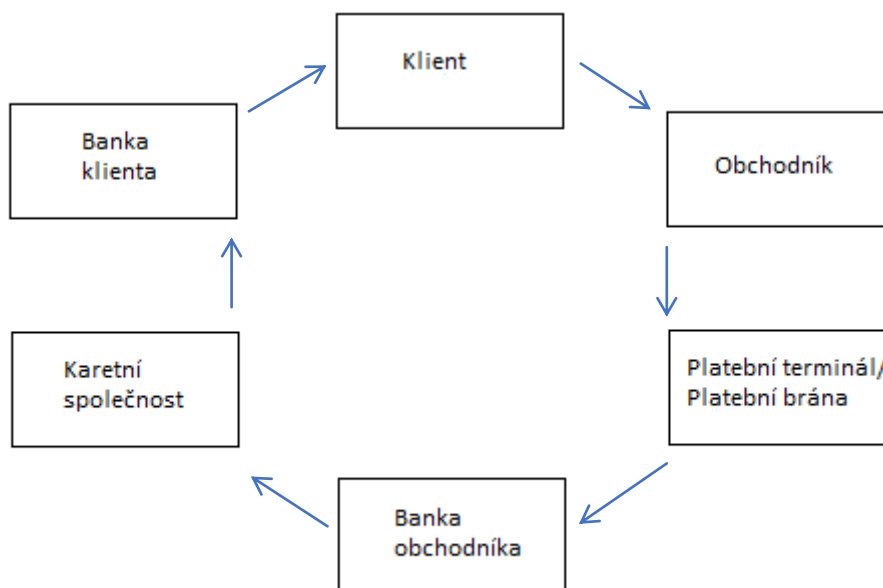 Klient
Obchodník
Platební terminál/
Platební brána
Banka
obchodníka
Karetní
společnost
Banka
klienta